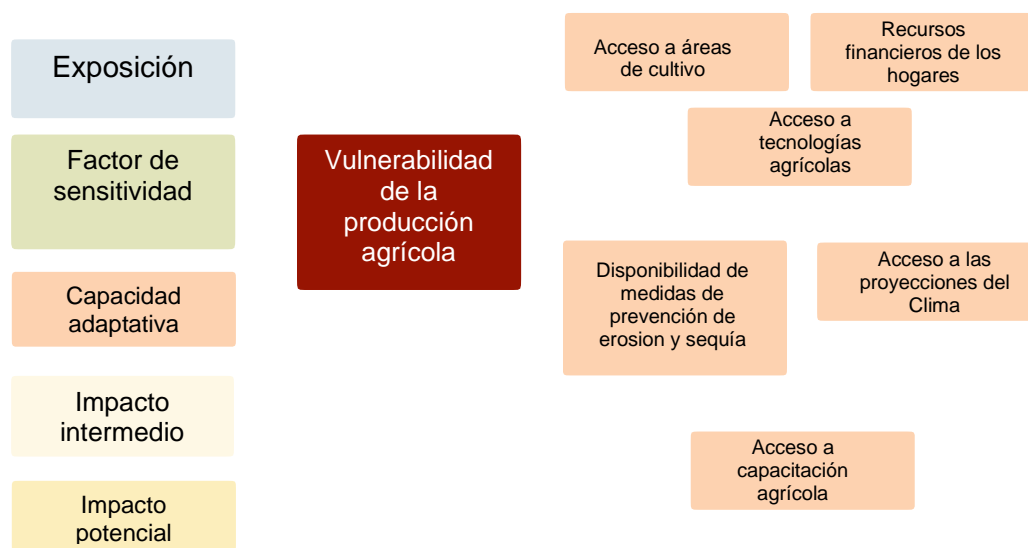 Exposición
Factor de
sensitividad
Capacidad
adaptativa
Impacto
intermedio
Impacto
potencial
Vulnerabilidad
de la
producción
agrícola
Acceso a áreas
de cultivo
Recursos
financieros de los
hogares
Acceso a
tecnologías
agrícolas
Disponibilidad de
medidas de
prevención de
erosion y sequía
Acceso a las
proyecciones del
Clima
Acceso a
capacitación
agrícola